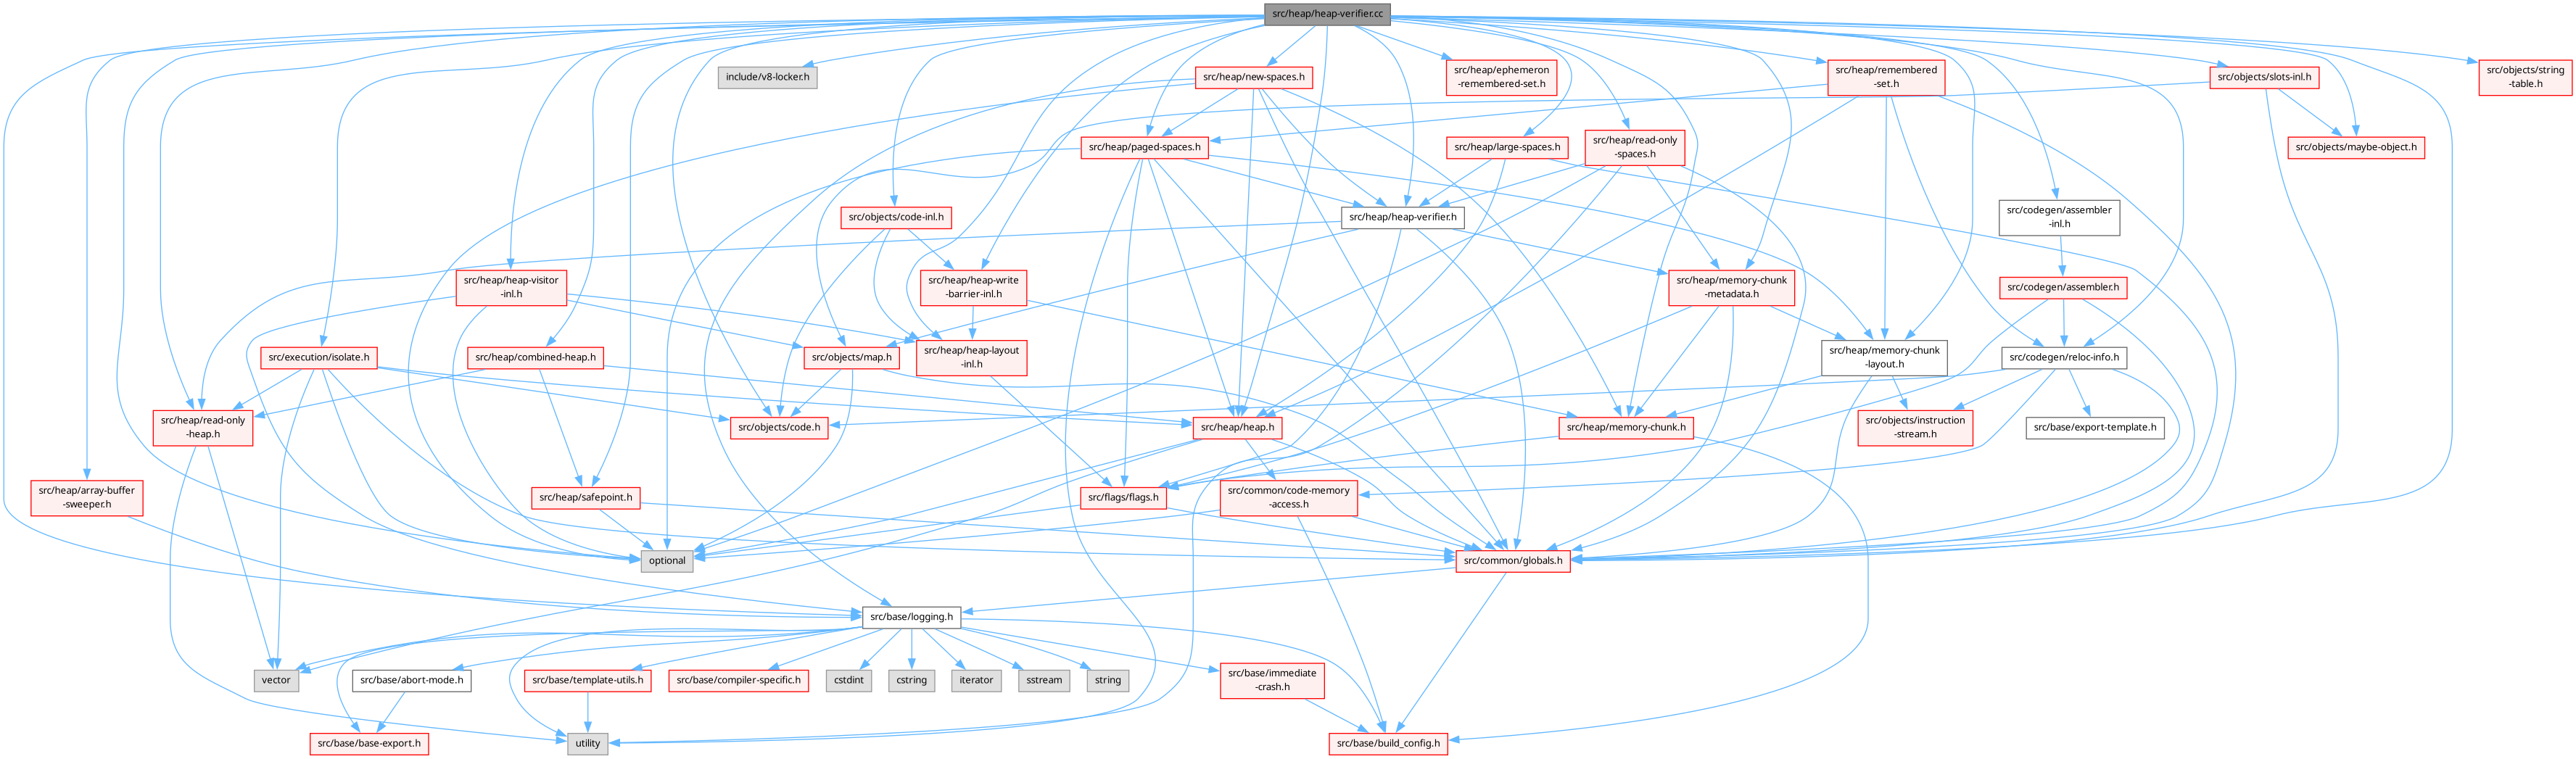 src/heap/heap-verifier.cc
include/v8-locker.h
src/heap/new-spaces.h
src/heap/ephemeron
-remembered-set.h
src/heap/remembered
-set.h
src/objects/slots-inl.h
src/objects/string
-table.h
src/heap/paged-spaces.h
src/heap/large-spaces.h
src/heap/read-only
-spaces.h
src/objects/maybe-object.h
src/objects/code-inl.h
src/heap/heap-verifier.h
src/codegen/assembler
-inl.h
src/heap/heap-visitor
-inl.h
src/heap/heap-write
-barrier-inl.h
src/heap/memory-chunk
-metadata.h
src/codegen/assembler.h
src/execution/isolate.h
src/heap/combined-heap.h
src/objects/map.h
src/heap/heap-layout
-inl.h
src/heap/memory-chunk
-layout.h
src/codegen/reloc-info.h
src/heap/read-only
-heap.h
src/objects/code.h
src/heap/heap.h
src/heap/memory-chunk.h
src/objects/instruction
-stream.h
src/base/export-template.h
src/heap/array-buffer
-sweeper.h
src/heap/safepoint.h
src/flags/flags.h
src/common/code-memory
-access.h
optional
src/common/globals.h
src/base/logging.h
vector
src/base/abort-mode.h
src/base/template-utils.h
src/base/compiler-specific.h
cstdint
cstring
iterator
sstream
string
src/base/immediate
-crash.h
src/base/base-export.h
utility
src/base/build_config.h